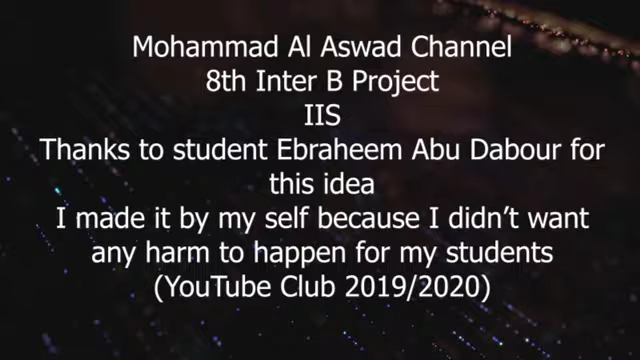 Mohammad Al Aswad Channel
8th Inter B Project
IIS
Thanks to student Ebraheem Abu Dabour for
this idea
I made it by my self because I didn’t want
any harm to happen for my students
(YouTube Club 2019/2020)